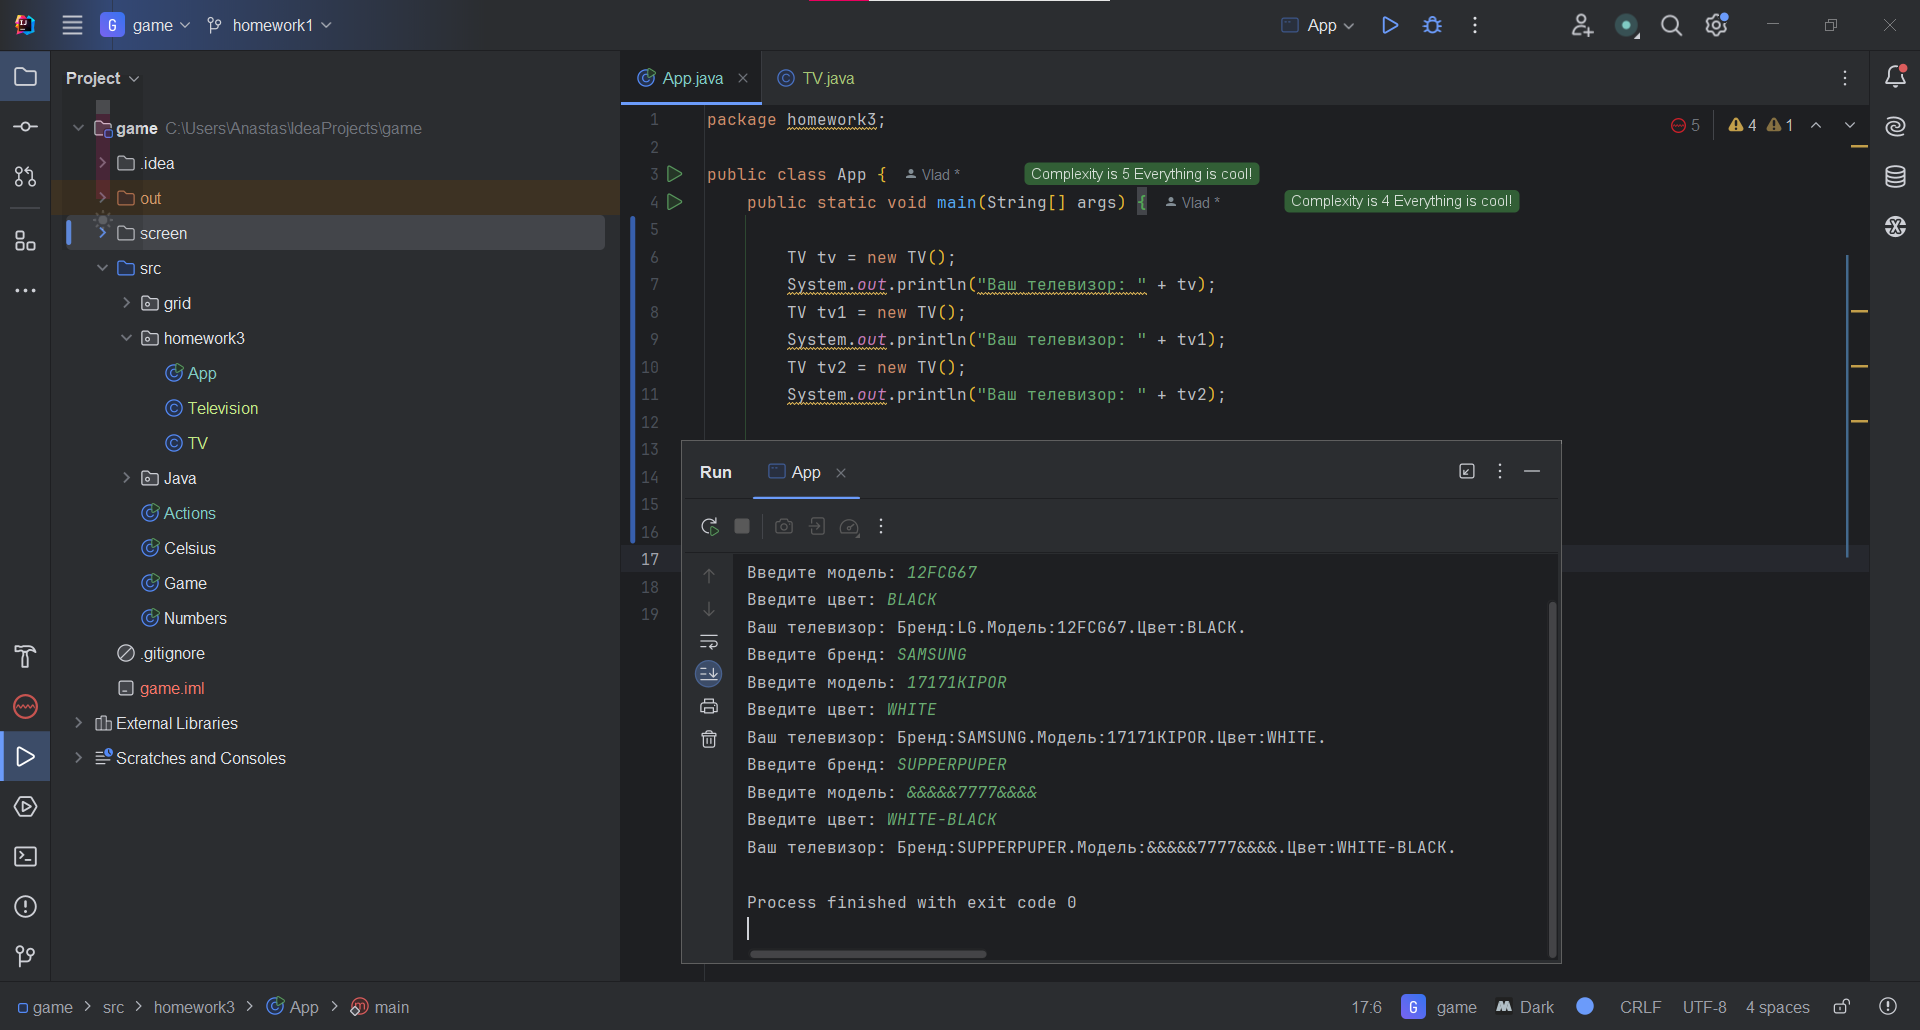 G game homework1 App
Project
game C:\Users\Anastas\IdeaProjects\game
.idea
out
screen
src
grid
homework3
App
Television
TV
Java
Actions
Celsius
Game
Numbers
.gitignore
game.iml
External Libraries
Scratches and Consoles
App.java TV.java
5 4 1
1 package homework3;
2
3 public class App { Vlad * Complexity is 5 Everything is cool!
4 public static void main(String[] args) { Vlad * Complexity is 4 Everything is cool!
5
6 TV tv = new TV();
7 System.out.println("Ваш телевизор: " + tv);
8 TV tv1 = new TV();
9 System.out.println("Ваш телевизор: " + tv1);
10 TV tv2 = new TV();
11 System.out.println("Ваш телевизор: " + tv2);
12
13
14
15
16
17
18
19
Run App
Введите модель: 12FCG67
Введите цвет: BLACK
Ваш телевизор: Бренд:LG.Модель:12FCG67.Цвет:BLACK.
Введите бренд: SAMSUNG
Введите модель: 17171KIPOR
Введите цвет: WHITE
Ваш телевизор: Бренд:SAMSUNG.Модель:17171KIPOR.Цвет:WHITE.
Введите бренд: SUPPERPUPER
Введите модель: &&&&&7777&&&&
Введите цвет: WHITE-BLACK
Ваш телевизор: Бренд:SUPPERPUPER.Модель:&&&&&7777&&&&.Цвет:WHITE-BLACK.
Process finished with exit code 0
game > src > homework3 > App > main 17:6 G game Dark CRLF UTF-8 4 spaces